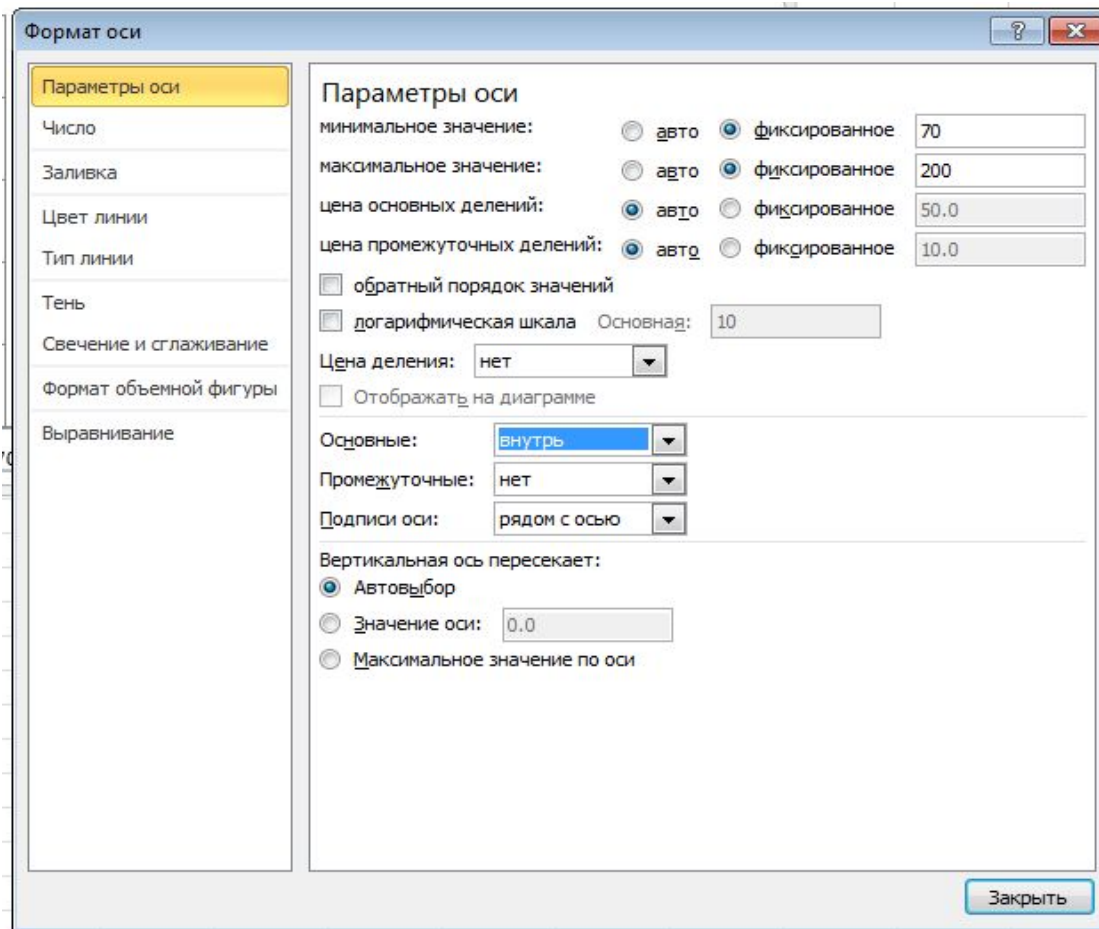 Формат оси
Параметры оси
Число
Заливка
Цвет линии
Тип линии
Тень
Свечение и сглаживание
Формат объемной фигуры
Выравнивание
Параметры оси
минимальное значение: авто фиксированное 70
максимальное значение: авто фиксированное 200
цена основных делений: авто фиксированное 50.0
цена промежуточных делений: авто фиксированное 10.0
обратный порядок значений
логарифмическая шкала Основная: 10
Цена деления: нет
Отображать на диаграмме
Основные: внутрь
Промежуточные: нет
Подписи оси: рядом с осью
Вертикальная ось пересекает:
Автовыбор
Значение оси: 0.0
Максимальное значение по оси
Закрыть